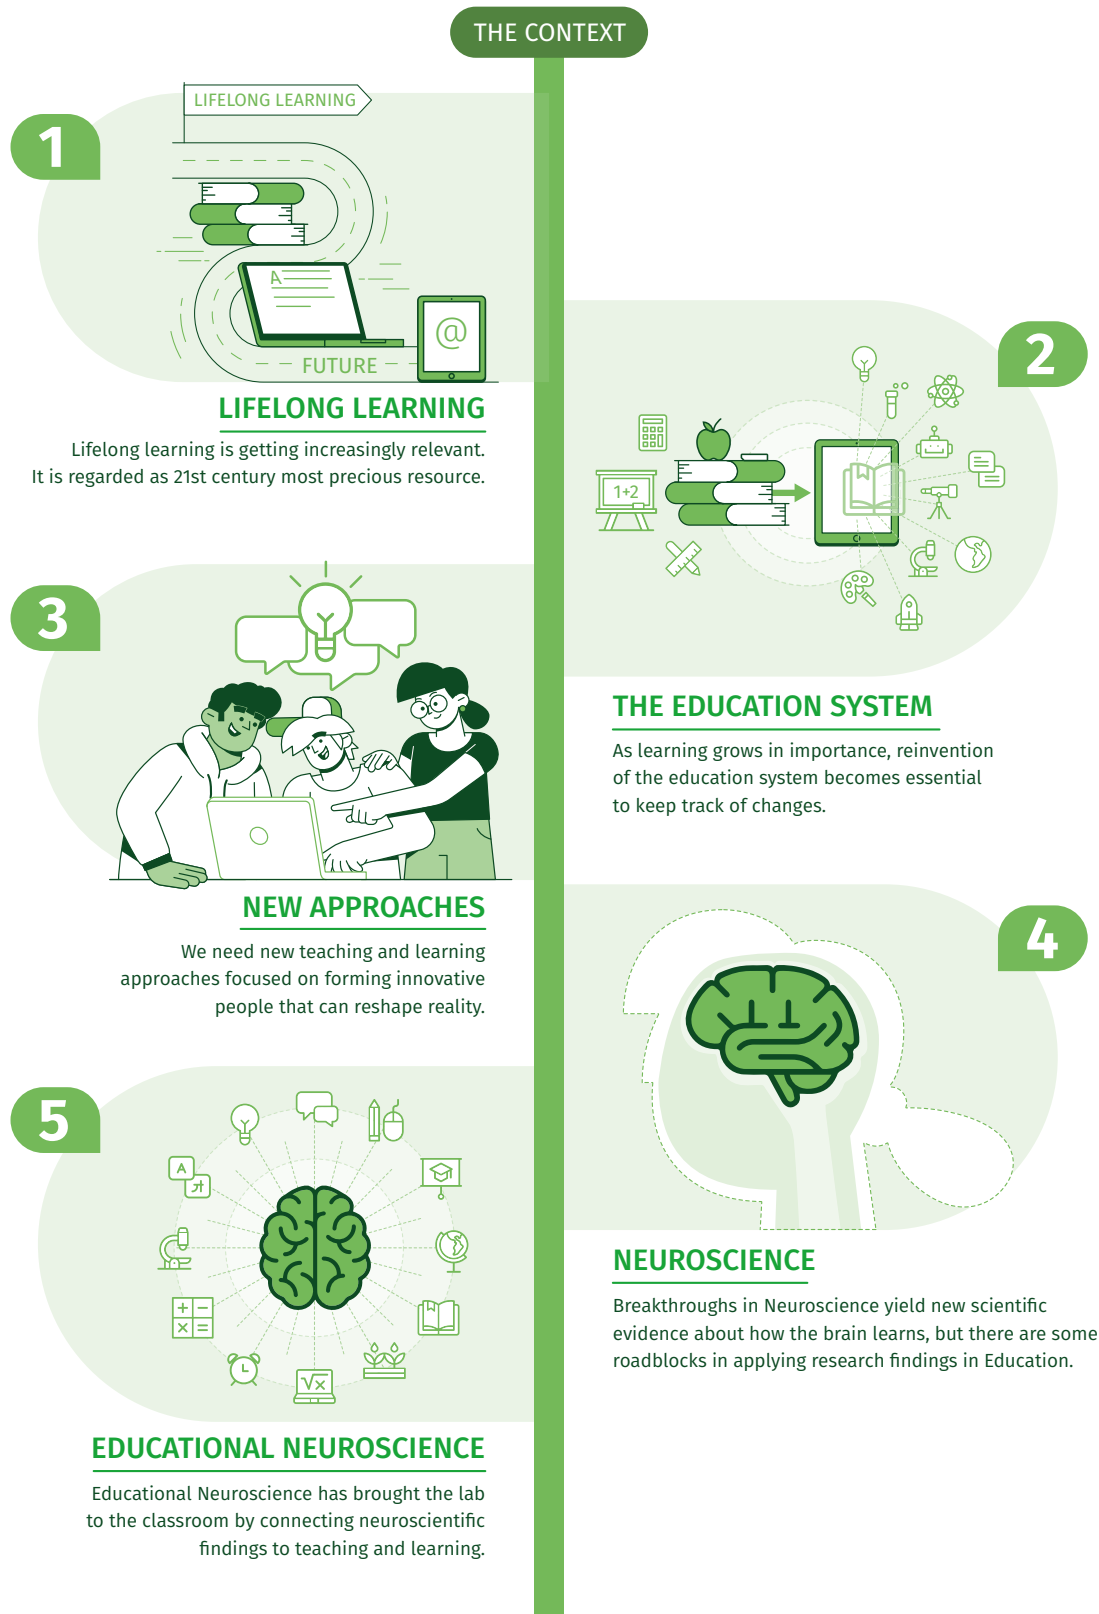 THE CONTEXT
1
LIFELONG LEARNING
A
@
FUTURE
LIFELONG LEARNING
Lifelong learning is getting increasingly relevant.
It is regarded as 21st century most precious resource.
2
1+2
THE EDUCATION SYSTEM
As learning grows in importance, reinvention
of the education system becomes essential
to keep track of changes.
3
NEW APPROACHES
We need new teaching and learning
approaches focused on forming innovative
people that can reshape reality.
4
NEUROSCIENCE
Breakthroughs in Neuroscience yield new scientific
evidence about how the brain learns, but there are some
roadblocks in applying research findings in Education.
5
A
+ −
× =
√x
EDUCATIONAL NEUROSCIENCE
Educational Neuroscience has brought the lab
to the classroom by connecting neuroscientific
findings to teaching and learning.